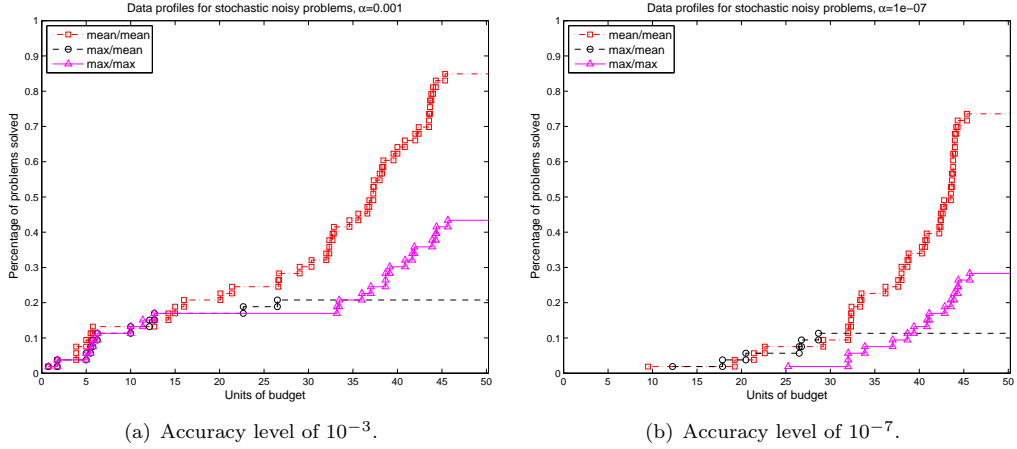 Data profiles for stochastic noisy problems, α=0.001
mean/mean
max/mean
max/max
Percentage of problems solved
1
0.9
0.8
0.7
0.6
0.5
0.4
0.3
0.2
0.1
0
0 5 10 15 20 25 30 35 40 45 50
Units of budget
(a) Accuracy level of 10⁻³.
Data profiles for stochastic noisy problems, α=1e−07
mean/mean
max/mean
max/max
Percentage of problems solved
1
0.9
0.8
0.7
0.6
0.5
0.4
0.3
0.2
0.1
0
0 5 10 15 20 25 30 35 40 45 50
Units of budget
(b) Accuracy level of 10⁻⁷.